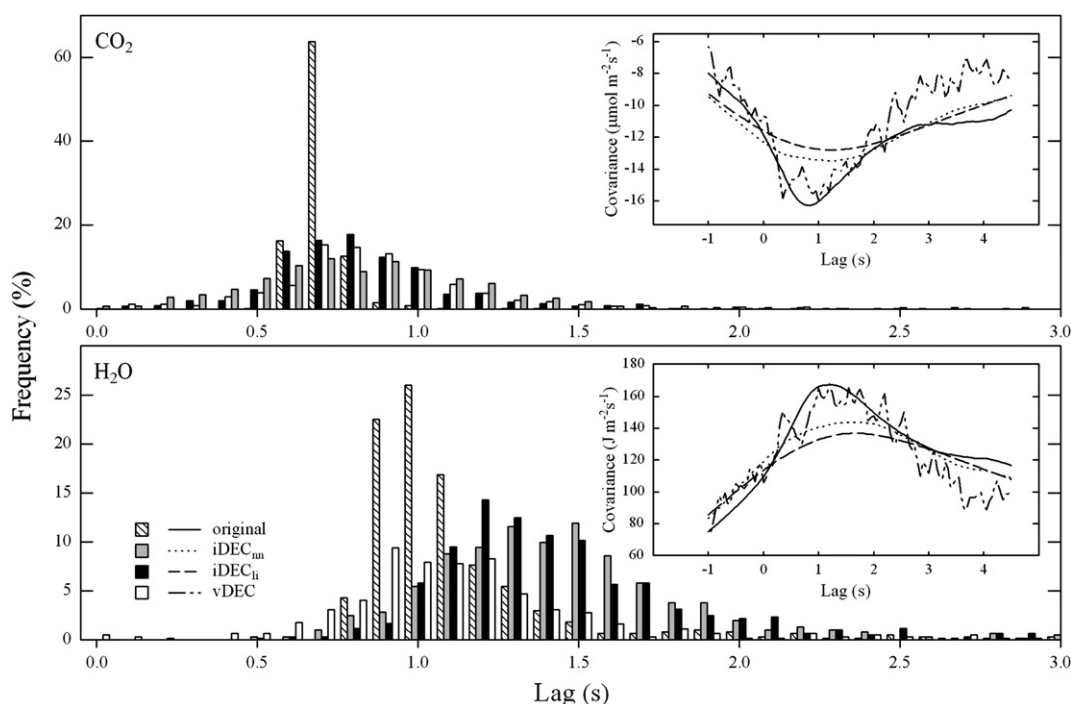 CO2
60
40
20
0
0.0 0.5 1.0 1.5 2.0 2.5 3.0
Covariance (μmol m-2s-1)
-6
-8
-10
-12
-14
-16
-1 0 1 2 3 4
Lag (s)
Frequency (%)
H2O
25
20
15
10
5
0
original
iDECnn
iDECli
vDEC
0.0 0.5 1.0 1.5 2.0 2.5 3.0
Covariance (J m-2s-1)
180
160
140
120
100
80
60
-1 0 1 2 3 4
Lag (s)
Lag (s)